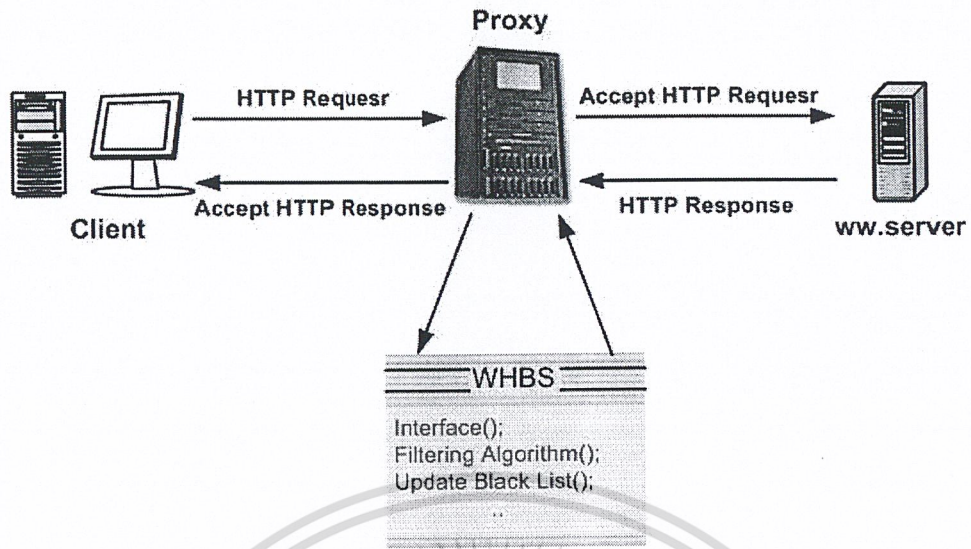 Proxy
HTTP Requesr
Accept HTTP Requesr
Accept HTTP Response
HTTP Response
Client
ww.server
WHBS
Interface();
Filtering Algorithm();
Update Black List();
..